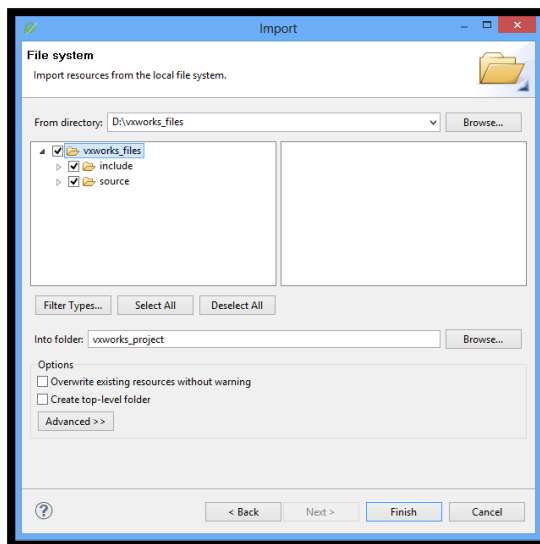 Import
File system
Import resources from the local file system.
From directory: D:\vxworks_files Browse...
vxworks_files
include
source
Filter Types... Select All Deselect All
Into folder: vxworks_project Browse...
Options
Overwrite existing resources without warning
Create top-level folder
Advanced >>
? < Back Next > Finish Cancel